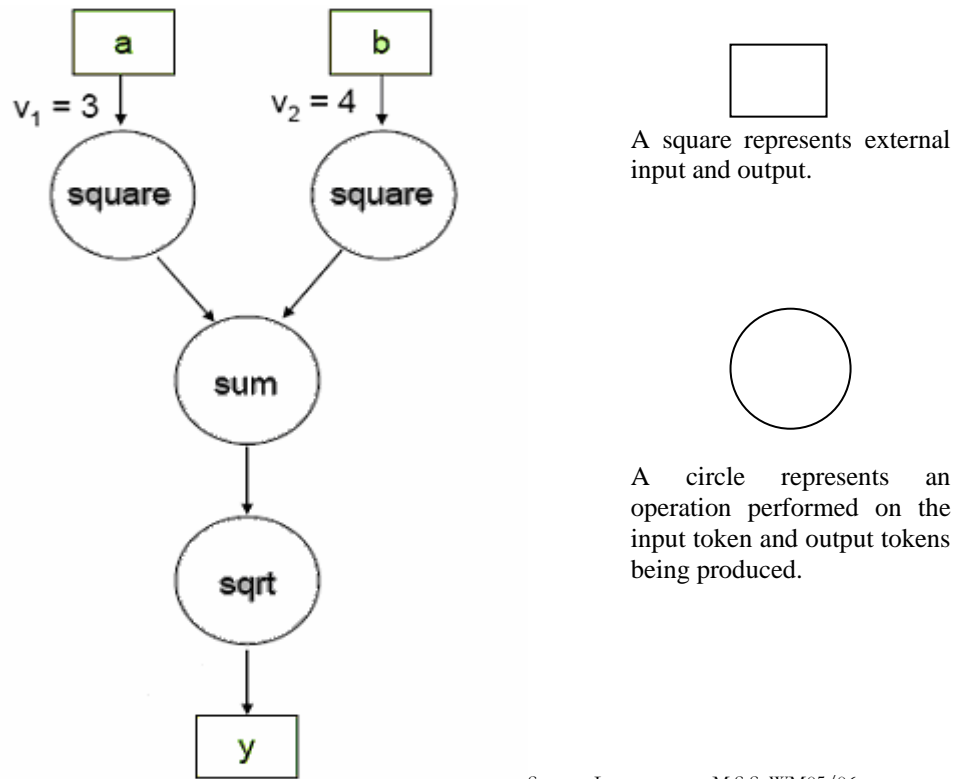 a
b
v₁ = 3
v₂ = 4
square
square
sum
sqrt
y
A square represents external
input and output.
A circle represents an
operation performed on the
input token and output tokens
being produced.